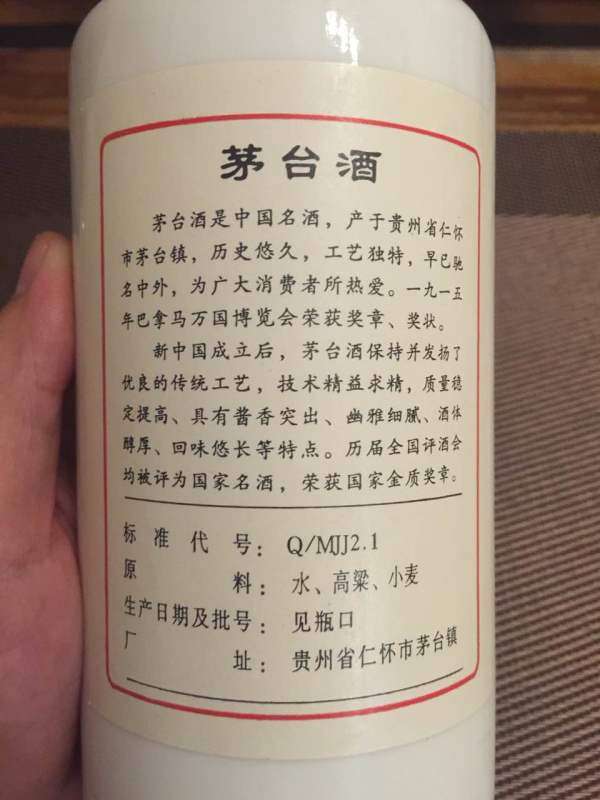 茅台酒
茅台酒是中国名酒，产于贵州省仁怀
市茅台镇，历史悠久，工艺独特，早已驰
名中外，为广大消费者所热爱。一九一五
年巴拿马万国博览会荣获奖章、奖状。
新中国成立后，茅台酒保持并发扬了
优良的传统工艺，技术精益求精，质量稳
定提高、具有酱香突出、幽雅细腻、酒体
醇厚、回味悠长等特点。历届全国评酒会
均被评为国家名酒，荣获国家金质奖章。
标准代号：Q/MJJ2.1
原料：水、高粱、小麦
生产日期及批号：见瓶口
厂址：贵州省仁怀市茅台镇